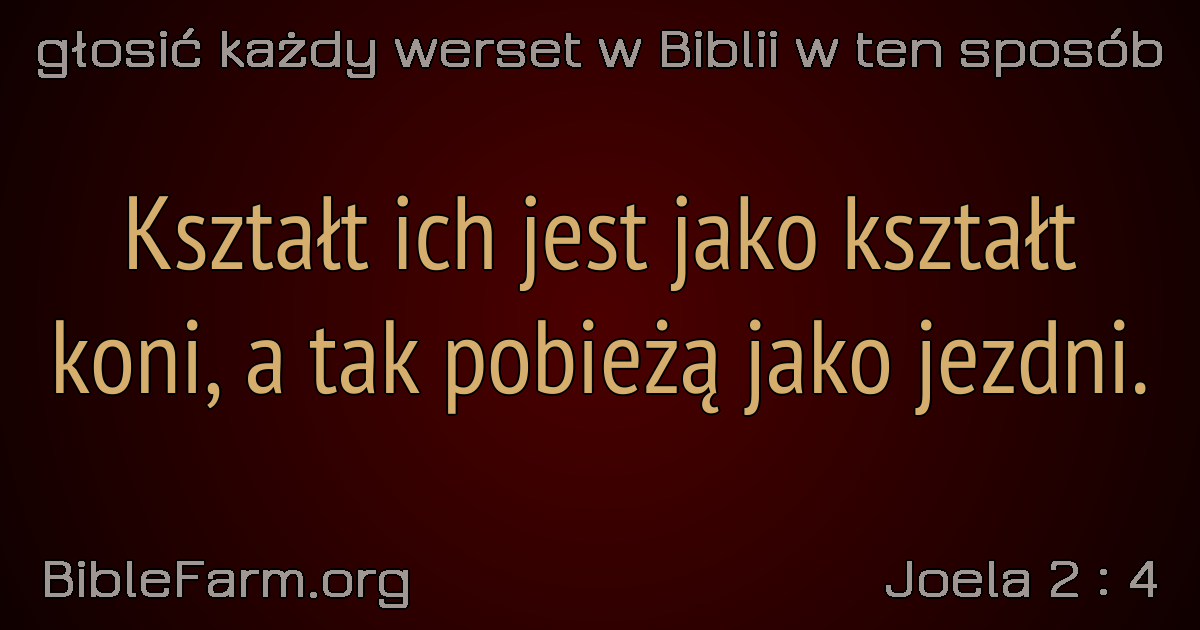 głosić każdy werset w Biblii w ten sposób
Kształt ich jest jako kształt
koni, a tak pobieżą jako jezdni.
BibleFarm.org
Joela 2 : 4